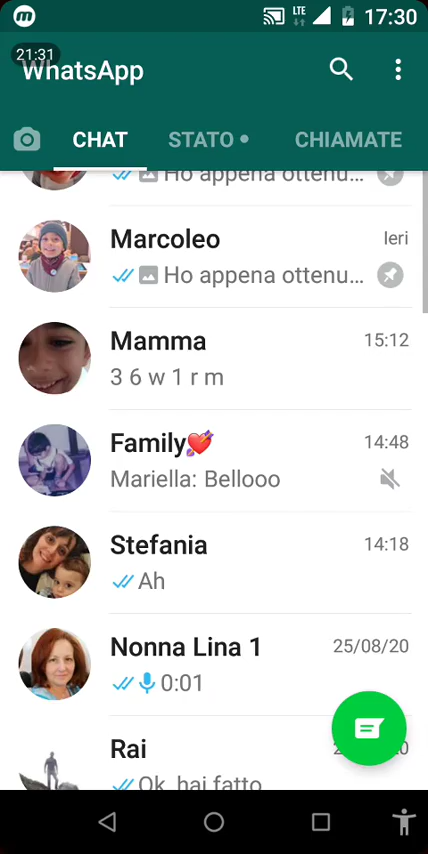 LTE
17:30
21:31
WhatsApp
CHAT
STATO
CHIAMATE
Ho appena ottenu...
Marcoleo
Ieri
Ho appena ottenu...
Mamma
15:12
3 6 w 1 r m
Family💘
14:48
Mariella: Bellooo
Stefania
14:18
Ah
Nonna Lina 1
25/08/20
0:01
Rai
Ok, hai fatto